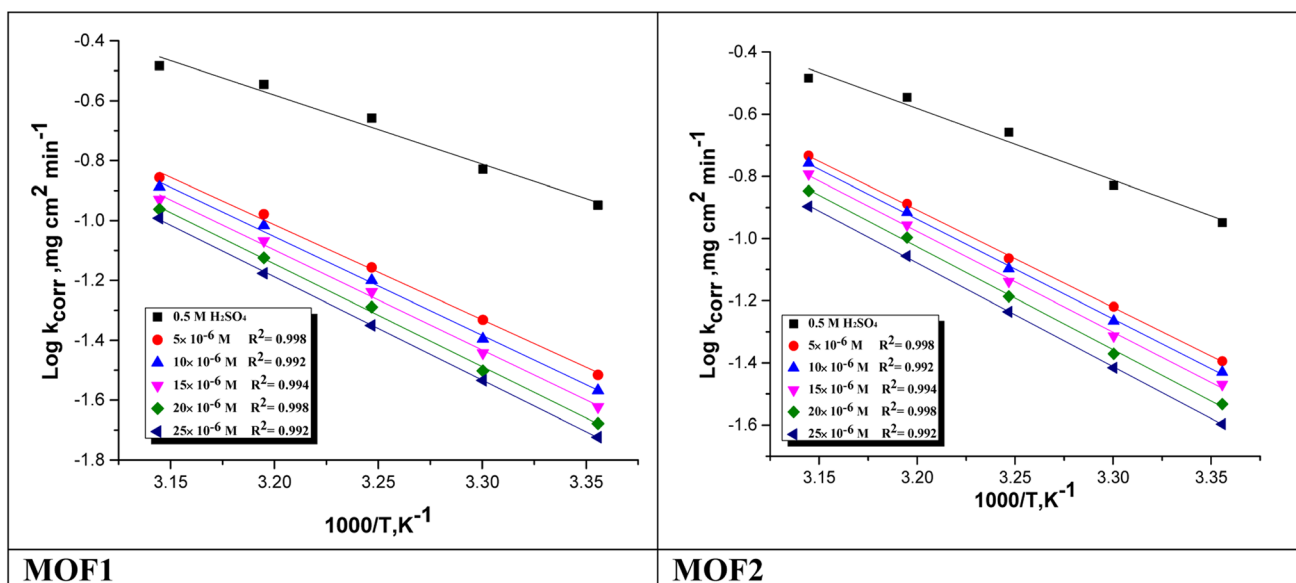 -0.4
-0.6
-0.8
-1.0
-1.2
-1.4
-1.6
-1.8
Log k_corr ,mg cm² min⁻¹
0.5 M H₂SO₄
5× 10⁻⁶ M R²= 0.998
10× 10⁻⁶ M R²= 0.992
15× 10⁻⁶ M R²= 0.994
20× 10⁻⁶ M R²= 0.998
25× 10⁻⁶ M R²= 0.992
3.15 3.20 3.25 3.30 3.35
1000/T,K⁻¹
MOF1
-0.4
-0.6
-0.8
-1.0
-1.2
-1.4
-1.6
Log k_corr ,mg cm² min⁻¹
0.5 M H₂SO₄
5× 10⁻⁶ M R²= 0.998
10× 10⁻⁶ M R²= 0.992
15× 10⁻⁶ M R²= 0.994
20× 10⁻⁶ M R²= 0.998
25× 10⁻⁶ M R²= 0.992
3.15 3.20 3.25 3.30 3.35
1000/T,K⁻¹
MOF2